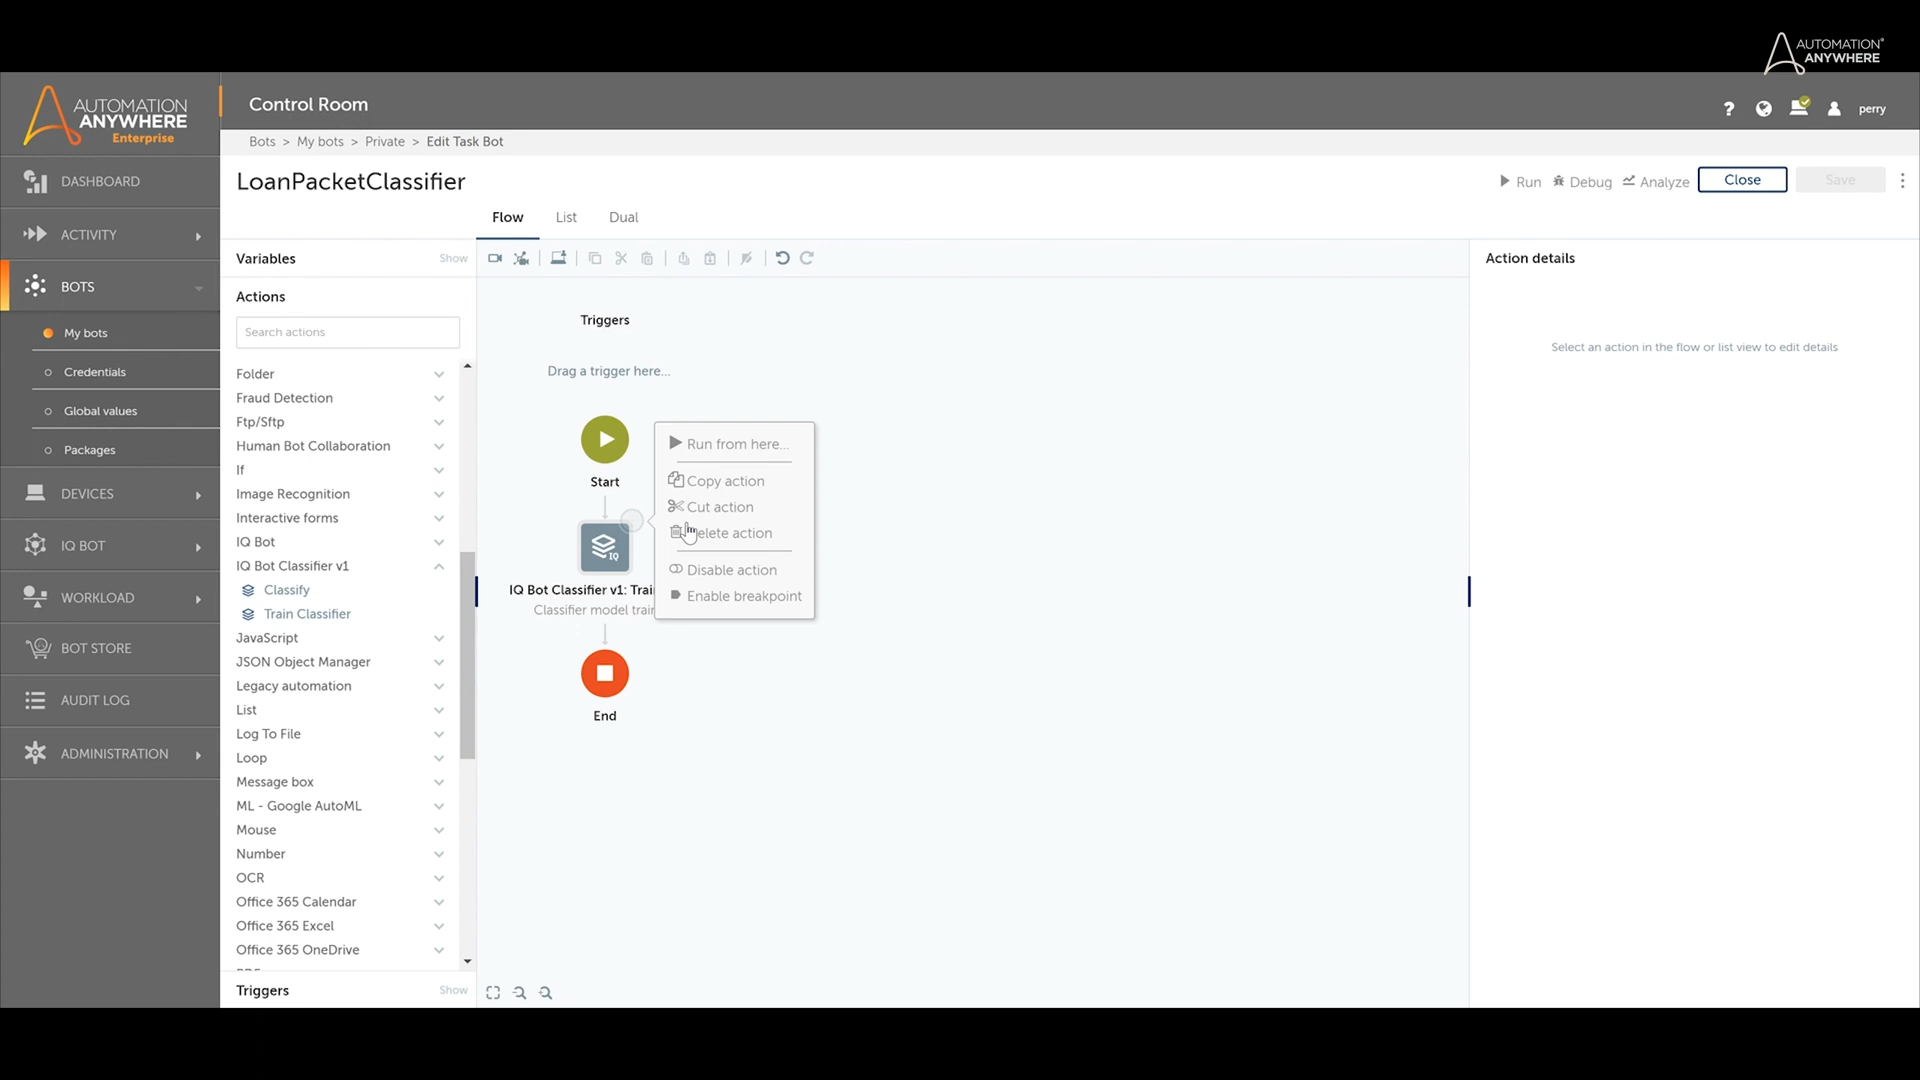 AUTOMATION
ANYWHERE
AUTOMATION
ANYWHERE
Enterprise
Control Room
? perry
Bots > My bots > Private > Edit Task Bot
LoanPacketClassifier
Run Debug Analyze Close Save
Flow List Dual
DASHBOARD
ACTIVITY
BOTS
My bots
Credentials
Global values
Packages
DEVICES
IQ BOT
WORKLOAD
BOT STORE
AUDIT LOG
ADMINISTRATION
Variables Show
Actions
Search actions
Folder
Fraud Detection
Ftp/Sftp
Human Bot Collaboration
If
Image Recognition
Interactive forms
IQ Bot
IQ Bot Classifier v1
Classify
Train Classifier
JavaScript
JSON Object Manager
Legacy automation
List
Log To File
Loop
Message box
ML - Google AutoML
Mouse
Number
OCR
Office 365 Calendar
Office 365 Excel
Office 365 OneDrive
Triggers Show
Triggers
Drag a trigger here...
Start
IQ
IQ Bot Classifier v1: Trai
Classifier model train
End
Run from here...
Copy action
Cut action
elete action
Disable action
Enable breakpoint
Action details
Select an action in the flow or list view to edit details